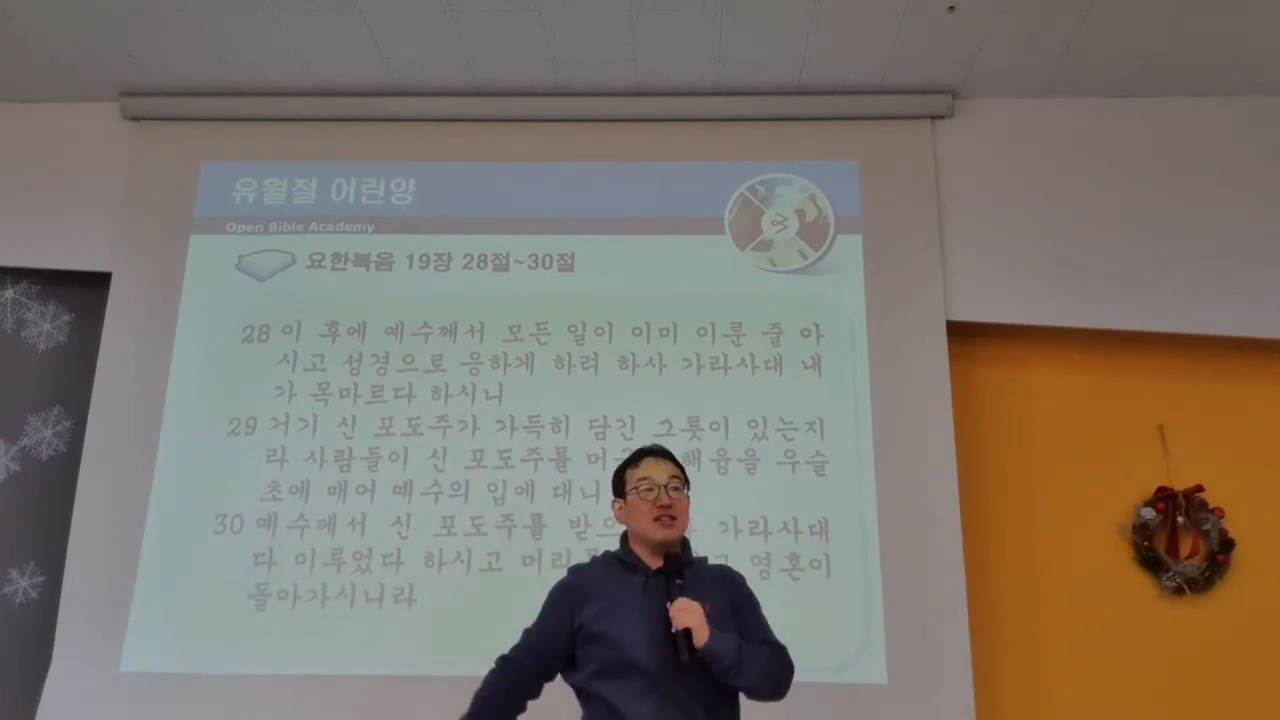 유월절 어린양
Open Bible Academy
요한복음 19장 28절~30절
28 이 후에 예수께서 모든 일이 이미 이룬 줄 아
시고 성경으로 응하게 하려 하사 가라사대 내
가 목마르다 하시니
29 거기 신 포도주가 가득히 담긴 그릇이 있는지
라 사람들이 신 포도주를 해융을 우슬
초에 매어 예수의 입에 대니
30 예수께서 신 포도주를 가라사대
다 이루었다 하시고 영혼이
돌아가시니라